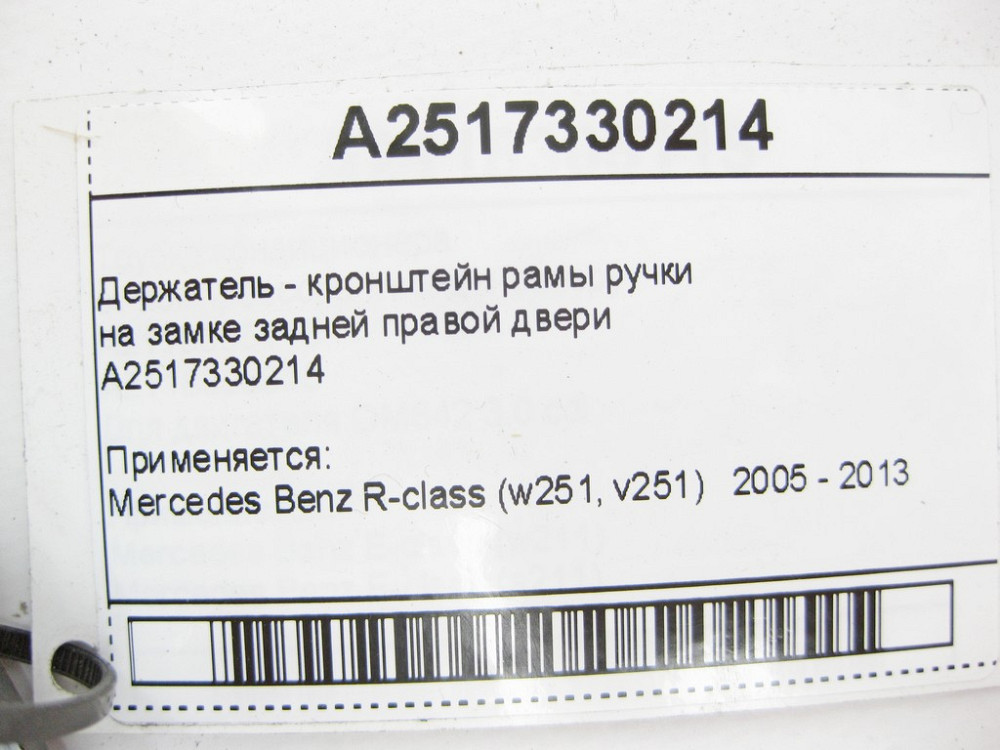 A2517330214
Держатель - кронштейн рамы ручки
на замке задней правой двери
A2517330214
Применяется:
Mercedes Benz R-class (w251, v251) 2005 - 2013